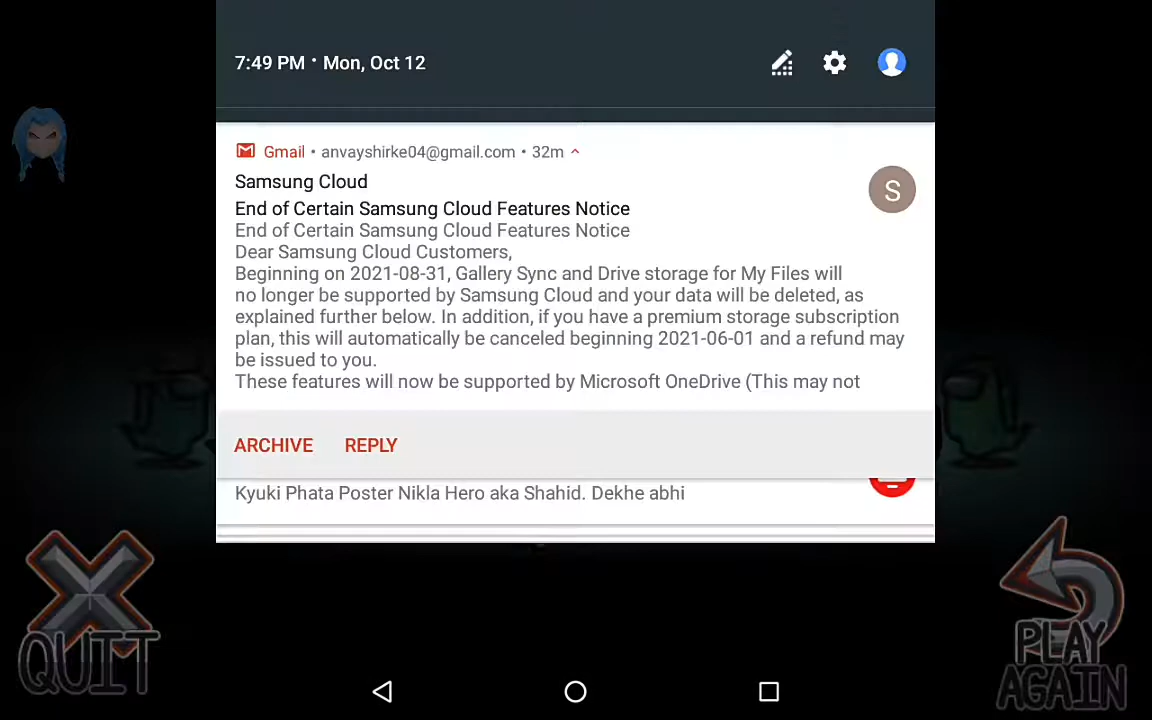 7:49 PM • Mon, Oct 12
Gmail • anvayshirke04@gmail.com • 32m
Samsung Cloud
S
End of Certain Samsung Cloud Features Notice
End of Certain Samsung Cloud Features Notice
Dear Samsung Cloud Customers,
Beginning on 2021-08-31, Gallery Sync and Drive storage for My Files will
no longer be supported by Samsung Cloud and your data will be deleted, as
explained further below. In addition, if you have a premium storage subscription
plan, this will automatically be canceled beginning 2021-06-01 and a refund may
be issued to you.
These features will now be supported by Microsoft OneDrive (This may not
ARCHIVE REPLY
Kyuki Phata Poster Nikla Hero aka Shahid. Dekhe abhi
QUIT
PLAY
AGAIN